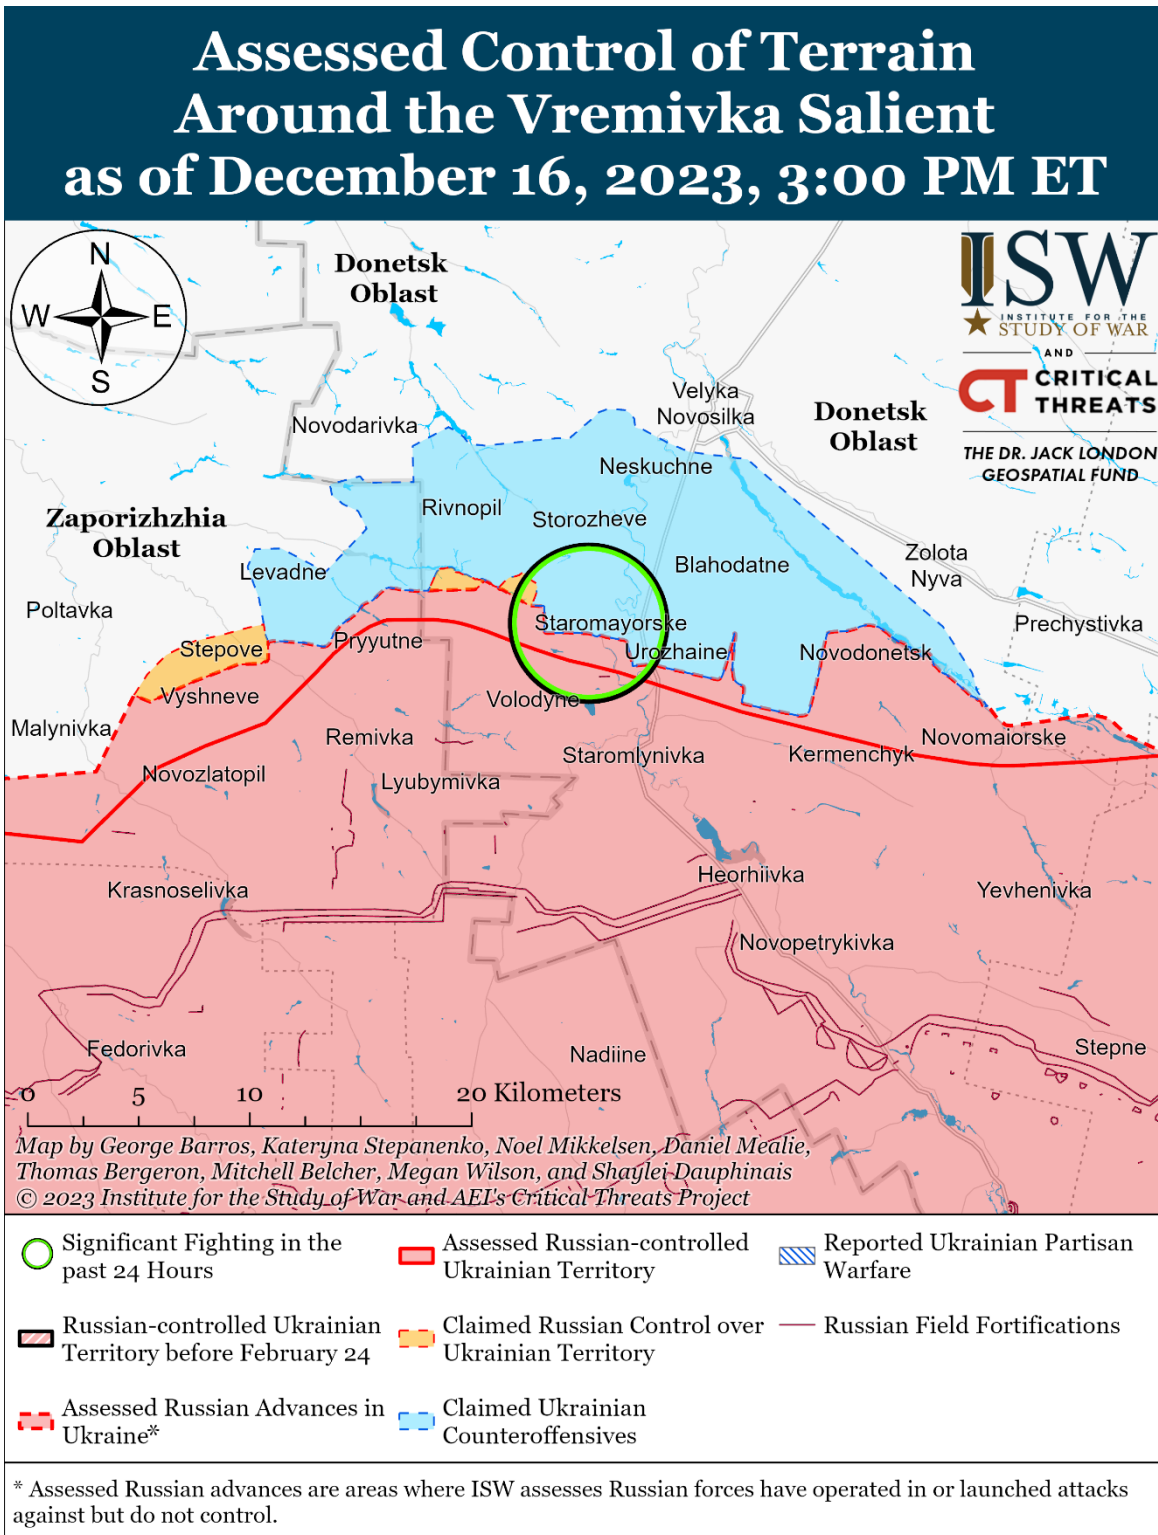 Assessed Control of Terrain
Around the Vremivka Salient
as of December 16, 2023, 3:00 PM ET
N
W
E
S
Donetsk
Oblast
ISW
INSTITUTE FOR THE
STUDY OF WAR
AND
CT CRITICAL
THREATS
THE DR. JACK LONDON
GEOSPATIAL FUND
Velyka
Novosilka
Donetsk
Oblast
Novodarivka
Neskuchne
Rivnopil
Storozheve
Zaporizhzhia
Oblast
Levadne
Blahodatne
Zolota
Nyva
Poltavka
Staromayorske
Prechystivka
Pryyutne
Stepove
Urozhaine
Novodonetsk
Vyshneve
Volodyne
Malynivka
Remivka
Staromlynivka
Kermenchyk
Novomaiorske
Novozlatopil
Lyubymivka
Krasnoselivka
Heorhiivka
Yevhenivka
Novopetrykivka
Fedorivka
Nadiine
Stepne
0 5 10 20 Kilometers
Map by George Barros, Kateryna Stepanenko, Noel Mikkelsen, Daniel Mealie,
Thomas Bergeron, Mitchell Belcher, Megan Wilson, and Shaylei Dauphinais
© 2023 Institute for the Study of War and AEI's Critical Threats Project
Significant Fighting in the
past 24 Hours
Assessed Russian-controlled
Ukrainian Territory
Reported Ukrainian Partisan
Warfare
Russian-controlled Ukrainian
Territory before February 24
Claimed Russian Control over
Ukrainian Territory
Russian Field Fortifications
Assessed Russian Advances in
Ukraine*
Claimed Ukrainian
Counteroffensives
* Assessed Russian advances are areas where ISW assesses Russian forces have operated in or launched attacks
against but do not control.